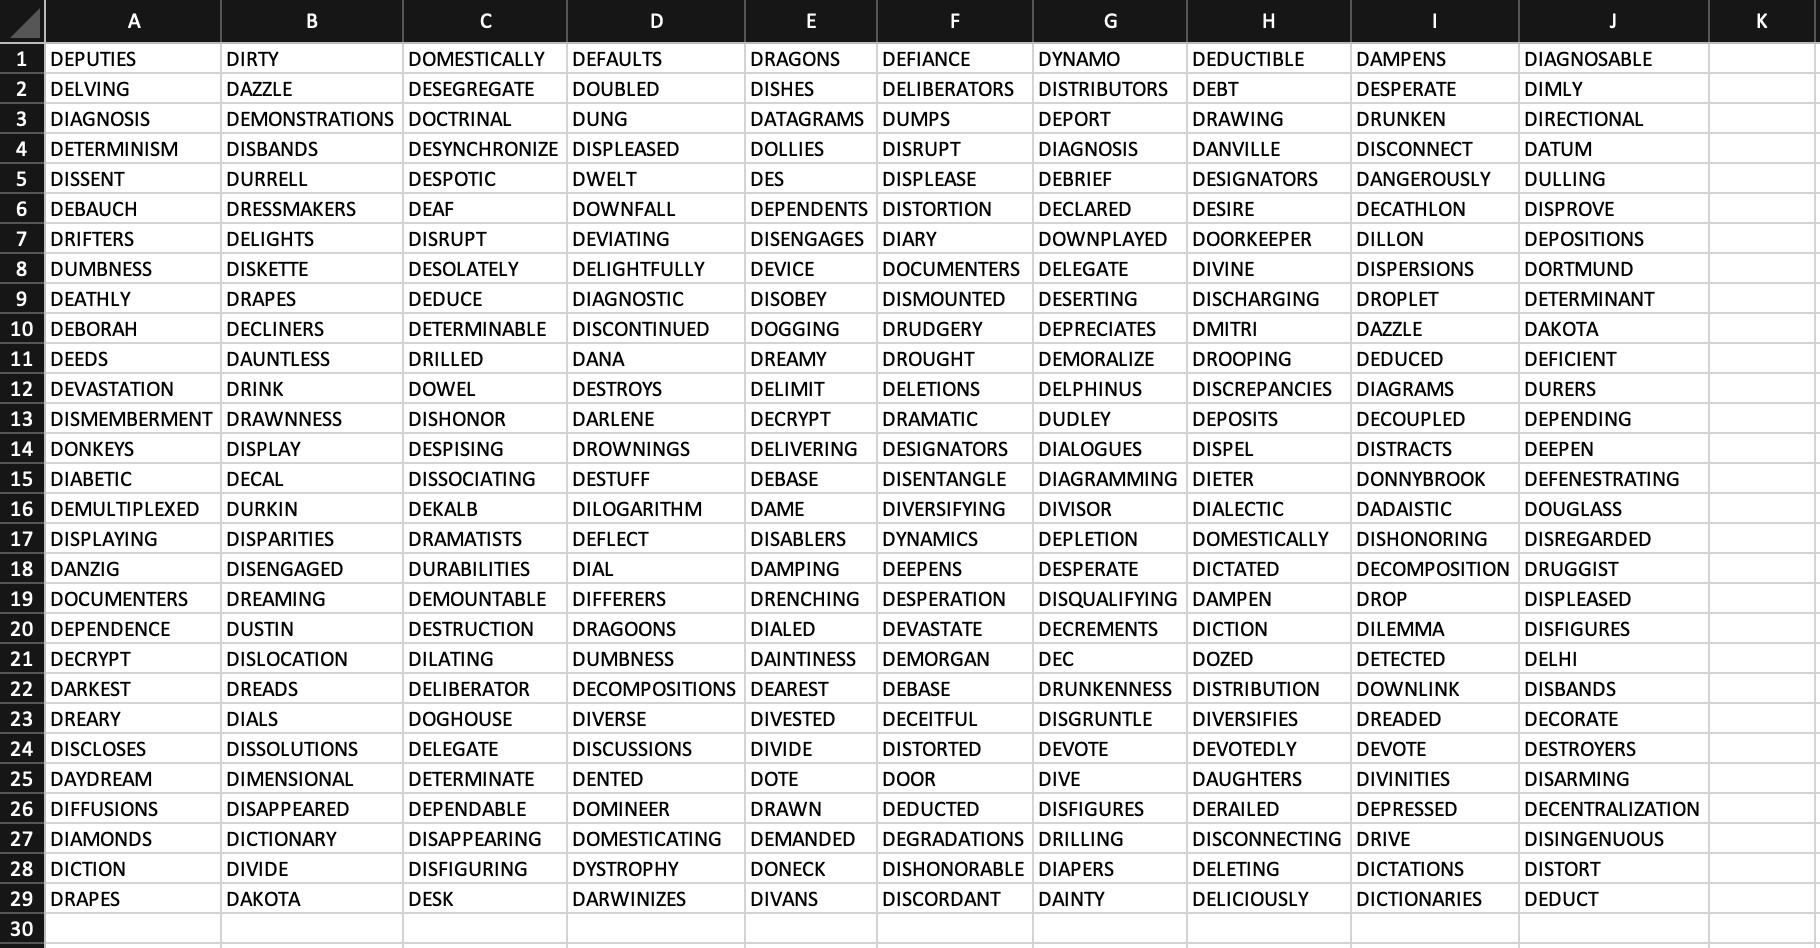 A B C D E F G H I J K
1 DEPUTIES DIRTY DOMESTICALLY DEFAULTS DRAGONS DEFIANCE DYNAMO DEDUCTIBLE DAMPENS DIAGNOSABLE
2 DELVING DAZZLE DESEGREGATE DOUBLED DISHES DELIBERATORS DISTRIBUTORS DEBT DESPERATE DIMLY
3 DIAGNOSIS DEMONSTRATIONS DOCTRINAL DUNG DATAGRAMS DUMPS DEPORT DRAWING DRUNKEN DIRECTIONAL
4 DETERMINISM DISBANDS DESYNCHRONIZE DISPLEASED DOLLIES DISRUPT DIAGNOSIS DANVILLE DISCONNECT DATUM
5 DISSENT DURRELL DESPOTIC DWELT DES DISPLEASE DEBRIEF DESIGNATORS DANGEROUSLY DULLING
6 DEBAUCH DRESSMAKERS DEAF DOWNFALL DEPENDENTS DISTORTION DECLARED DESIRE DECATHLON DISPROVE
7 DRIFTERS DELIGHTS DISRUPT DEVIATING DISENGAGES DIARY DOWNPLAYED DOORKEEPER DILLON DEPOSITIONS
8 DUMBNESS DISKETTE DESOLATELY DELIGHTFULLY DEVICE DOCUMENTERS DELEGATE DIVINE DISPERSIONS DORTMUND
9 DEATHLY DRAPES DEDUCE DIAGNOSTIC DISOBEY DISMOUNTED DESERTING DISCHARGING DROPLET DETERMINANT
10 DEBORAH DECLINERS DETERMINABLE DISCONTINUED DOGGING DRUDGERY DEPRECIATES DMITRI DAZZLE DAKOTA
11 DEEDS DAUNTLESS DRILLED DANA DREAMY DROUGHT DEMORALIZE DROOPING DEDUCED DEFICIENT
12 DEVASTATION DRINK DOWEL DESTROYS DELIMIT DELETIONS DELPHINUS DISCREPANCIES DIAGRAMS DURERS
13 DISMEMBERMENT DRAWNNESS DISHONOR DARLENE DECRYPT DRAMATIC DUDLEY DEPOSITS DECOUPLED DEPENDING
14 DONKEYS DISPLAY DESPISING DROWNINGS DELIVERING DESIGNATORS DIALOGUES DISPEL DISTRACTS DEEPEN
15 DIABETIC DECAL DISSOCIATING DESTUFF DEBASE DISENTANGLE DIAGRAMMING DIETER DONNYBROOK DEFENESTRATING
16 DEMULTIPLEXED DURKIN DEKALB DILOGARITHM DAME DIVERSIFYING DIVISOR DIALECTIC DADAISTIC DOUGLASS
17 DISPLAYING DISPARITIES DRAMATISTS DEFLECT DISABLERS DYNAMICS DEPLETION DOMESTICALLY DISHONORING DISREGARDED
18 DANZIG DISENGAGED DURABILITIES DIAL DAMPING DEEPENS DESPERATE DICTATED DECOMPOSITION DRUGGIST
19 DOCUMENTERS DREAMING DEMOUNTABLE DIFFERERS DRENCHING DESPERATION DISQUALIFYING DAMPEN DROP DISPLEASED
20 DEPENDENCE DUSTIN DESTRUCTION DRAGOONS DIALED DEVASTATE DECREMENTS DICTION DILEMMA DISFIGURES
21 DECRYPT DISLOCATION DILATING DUMBNESS DAINTINESS DEMORGAN DEC DOZED DETECTED DELHI
22 DARKEST DREADS DELIBERATOR DECOMPOSITIONS DEAREST DEBASE DRUNKENNESS DISTRIBUTION DOWNLINK DISBANDS
23 DREARY DIALS DOGHOUSE DIVERSE DIVESTED DECEITFUL DISGRUNTLE DIVERSIFIES DREADED DECORATE
24 DISCLOSES DISSOLUTIONS DELEGATE DISCUSSIONS DIVIDE DISTORTED DEVOTE DEVOTEDLY DEVOTE DESTROYERS
25 DAYDREAM DIMENSIONAL DETERMINATE DENTED DOTE DOOR DIVE DAUGHTERS DIVINITIES DISARMING
26 DIFFUSIONS DISAPPEARED DEPENDABLE DOMINEER DRAWN DEDUCTED DISFIGURES DERAILED DEPRESSED DECENTRALIZATION
27 DIAMONDS DICTIONARY DISAPPEARING DOMESTICATING DEMANDED DEGRADATIONS DRILLING DISCONNECTING DRIVE DISINGENUOUS
28 DICTION DIVIDE DISFIGURING DYSTROPHY DONECK DISHONORABLE DIAPERS DELETING DICTATIONS DISTORT
29 DRAPES DAKOTA DESK DARWINIZES DIVANS DISCORDANT DAINTY DELICIOUSLY DICTIONARIES DEDUCT
30